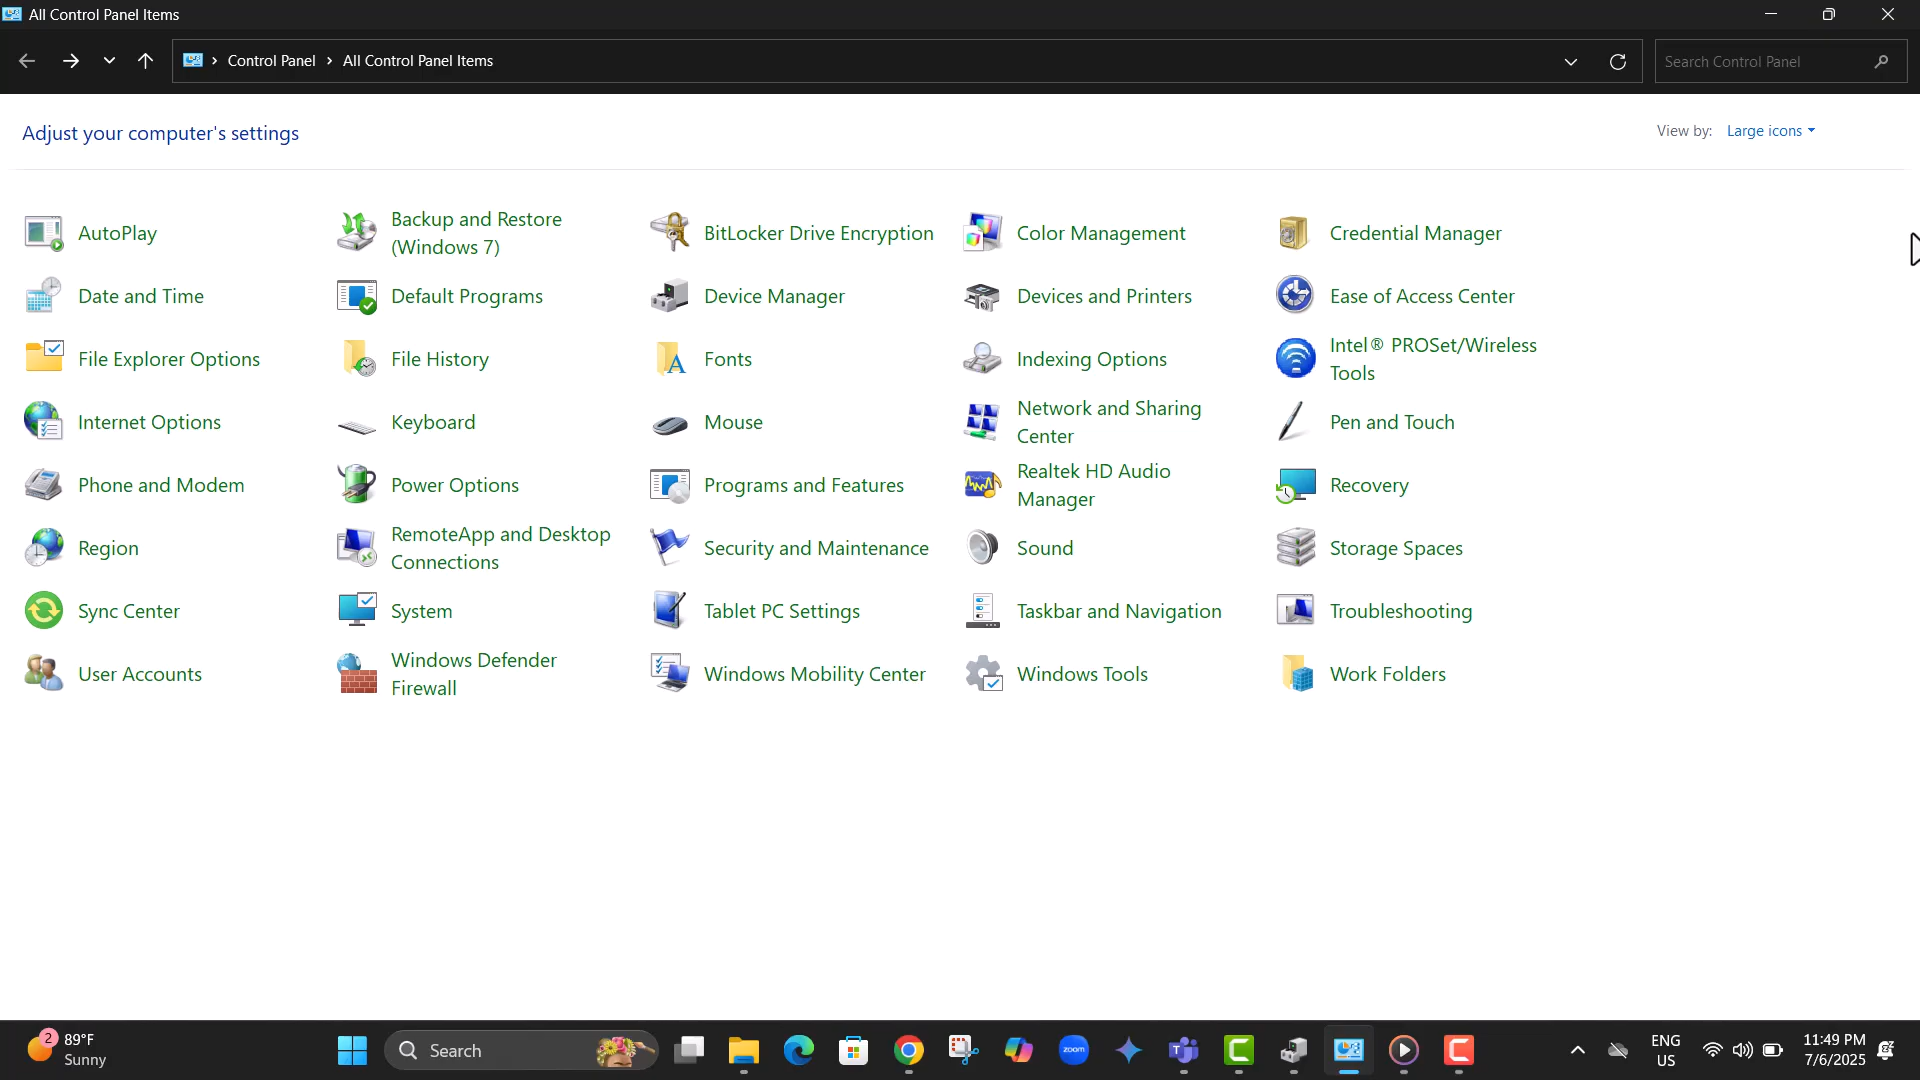 All Control Panel Items
Control Panel > All Control Panel Items
Search Control Panel
Adjust your computer's settings
View by: Large icons
AutoPlay
Backup and Restore
(Windows 7)
BitLocker Drive Encryption
Color Management
Credential Manager
Date and Time
Default Programs
Device Manager
Devices and Printers
Ease of Access Center
File Explorer Options
File History
Fonts
Indexing Options
Intel® PROSet/Wireless
Tools
Internet Options
Keyboard
Mouse
Network and Sharing
Center
Pen and Touch
Phone and Modem
Power Options
Programs and Features
Realtek HD Audio
Manager
Recovery
Region
RemoteApp and Desktop
Connections
Security and Maintenance
Sound
Storage Spaces
Sync Center
System
Tablet PC Settings
Taskbar and Navigation
Troubleshooting
User Accounts
Windows Defender
Firewall
Windows Mobility Center
Windows Tools
Work Folders
2
89°F
Sunny
Search
zoom
ENG
US
11:49 PM
7/6/2025